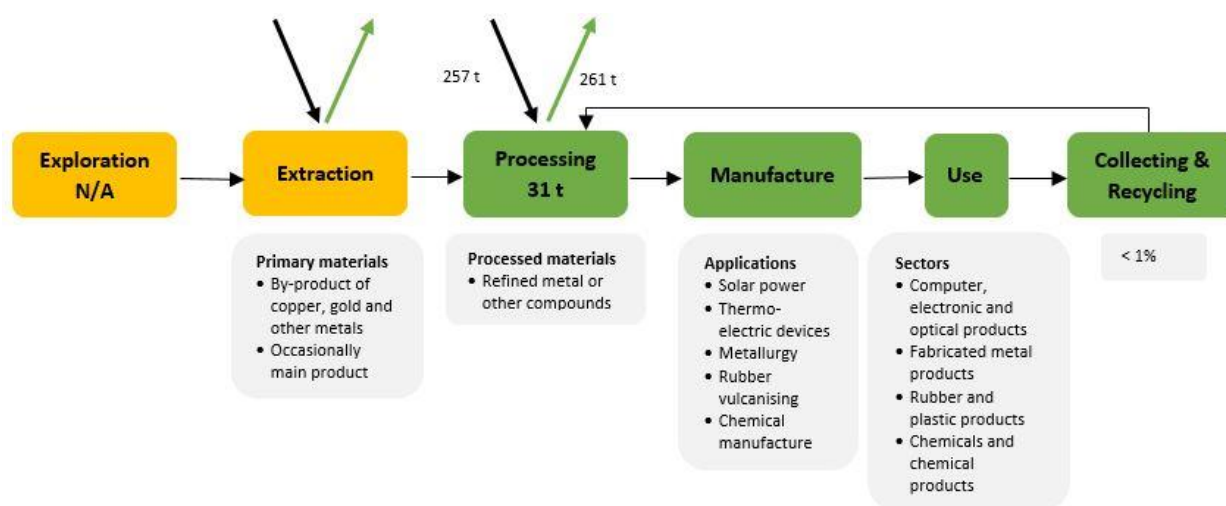 257 t
261 t
Exploration
N/A
Extraction
Processing
31 t
Manufacture
Use
Collecting &
Recycling
Primary materials
• By-product of
copper, gold and
other metals
• Occasionally
main product
Processed materials
• Refined metal or
other compounds
Applications
• Solar power
• Thermo-
electric devices
• Metallurgy
• Rubber
vulcanising
• Chemical
manufacture
Sectors
• Computer,
electronic and
optical products
• Fabricated metal
products
• Rubber and
plastic products
• Chemicals and
chemical
products
< 1%